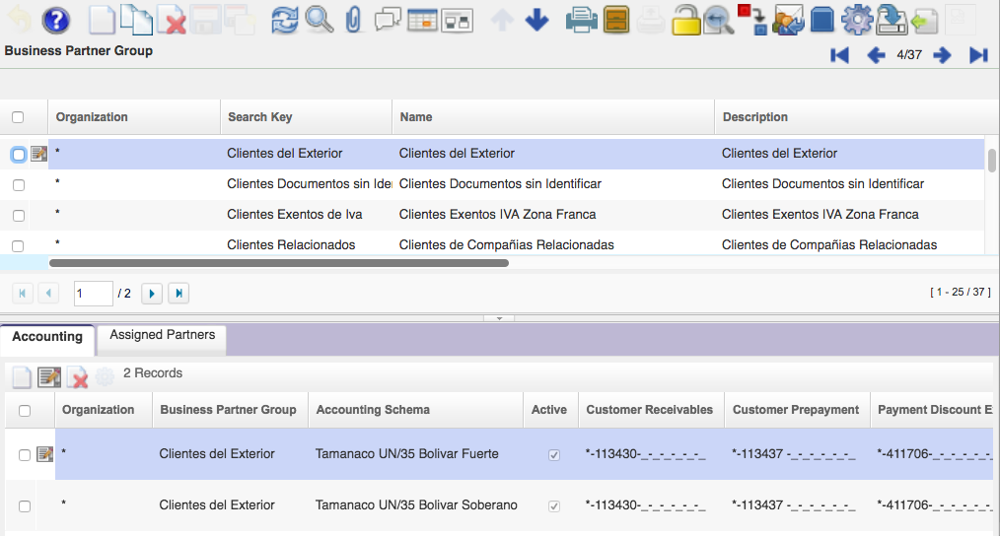 Business Partner Group
4/37
Organization Search Key Name Description
* Clientes del Exterior Clientes del Exterior Clientes del Exterior
* Clientes Documentos sin Iden Clientes Documentos sin Identificar Clientes Documentos sin Identificar
* Clientes Exentos de Iva Clientes Exentos IVA Zona Franca Clientes Exentos IVA Zona Franca
* Clientes Relacionados Clientes de Compañias Relacionadas Clientes de Compañias Relacionadas
1 / 2 [ 1 - 25 / 37 ]
Accounting Assigned Partners
2 Records
Organization Business Partner Group Accounting Schema Active Customer Receivables Customer Prepayment Payment Discount E
* Clientes del Exterior Tamanaco UN/35 Bolivar Fuerte *-113430-_-_-_-_-_-_ *-113437 -_-_-_-_-_-_ *-411706-_-_-_-_-_-_
* Clientes del Exterior Tamanaco UN/35 Bolivar Soberano *-113430-_-_-_-_-_-_ *-113437 -_-_-_-_-_-_ *-411706-_-_-_-_-_-_